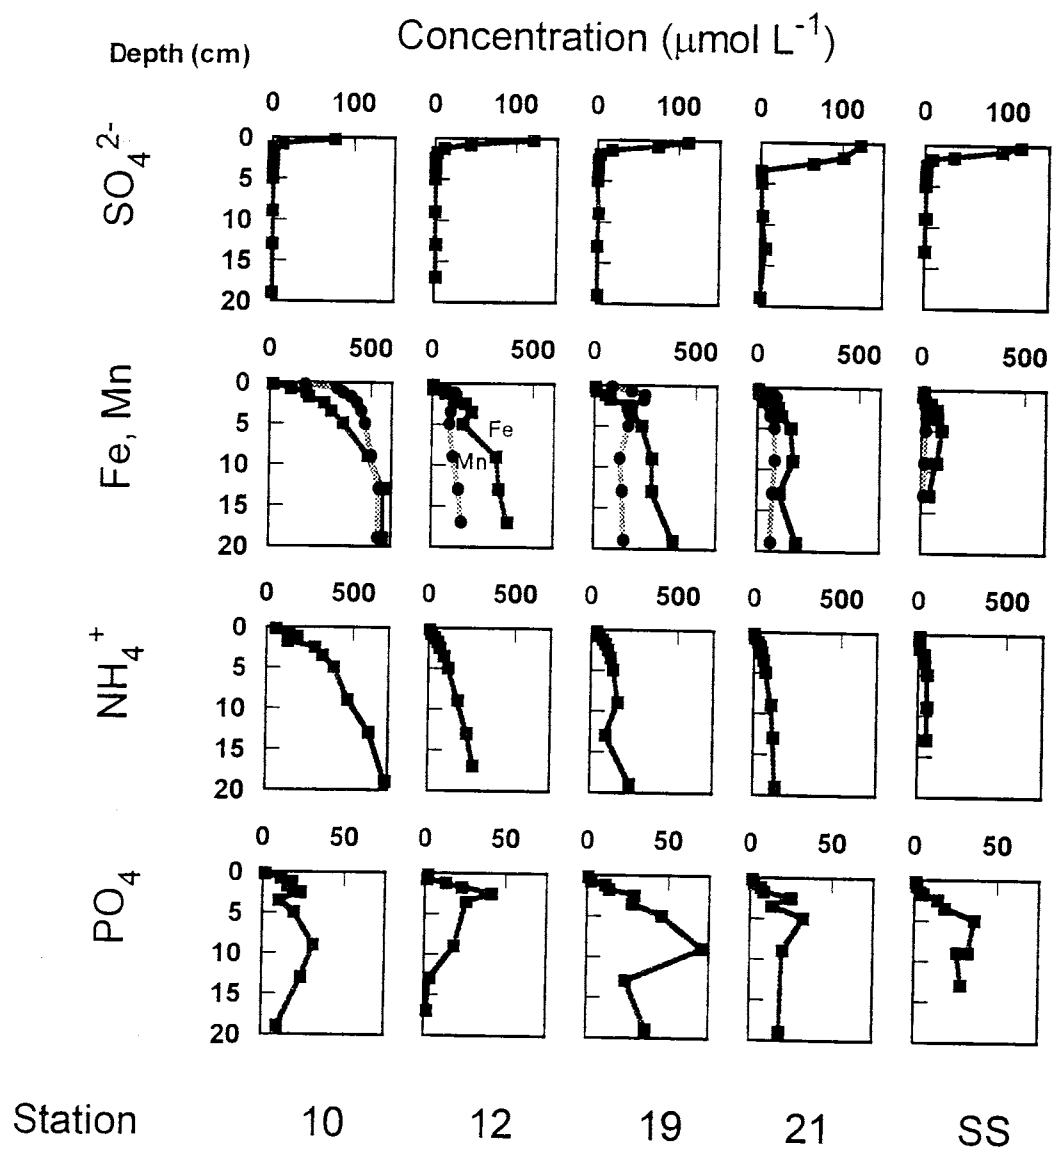 Concentration (μmol L⁻¹)
Depth (cm)
0 100 0 100 0 100 0 100 0 100
SO₄²⁻
0
5
10
15
20
0 500 0 500 0 500 0 500 0 500
Fe, Mn
0
5
10
15
20
Fe
Mn
0 500 0 500 0 500 0 500 0 500
NH₄⁺
0
5
10
15
20
0 50 0 50 0 50 0 50 0 50
PO₄
0
5
10
15
20
Station 10 12 19 21 SS